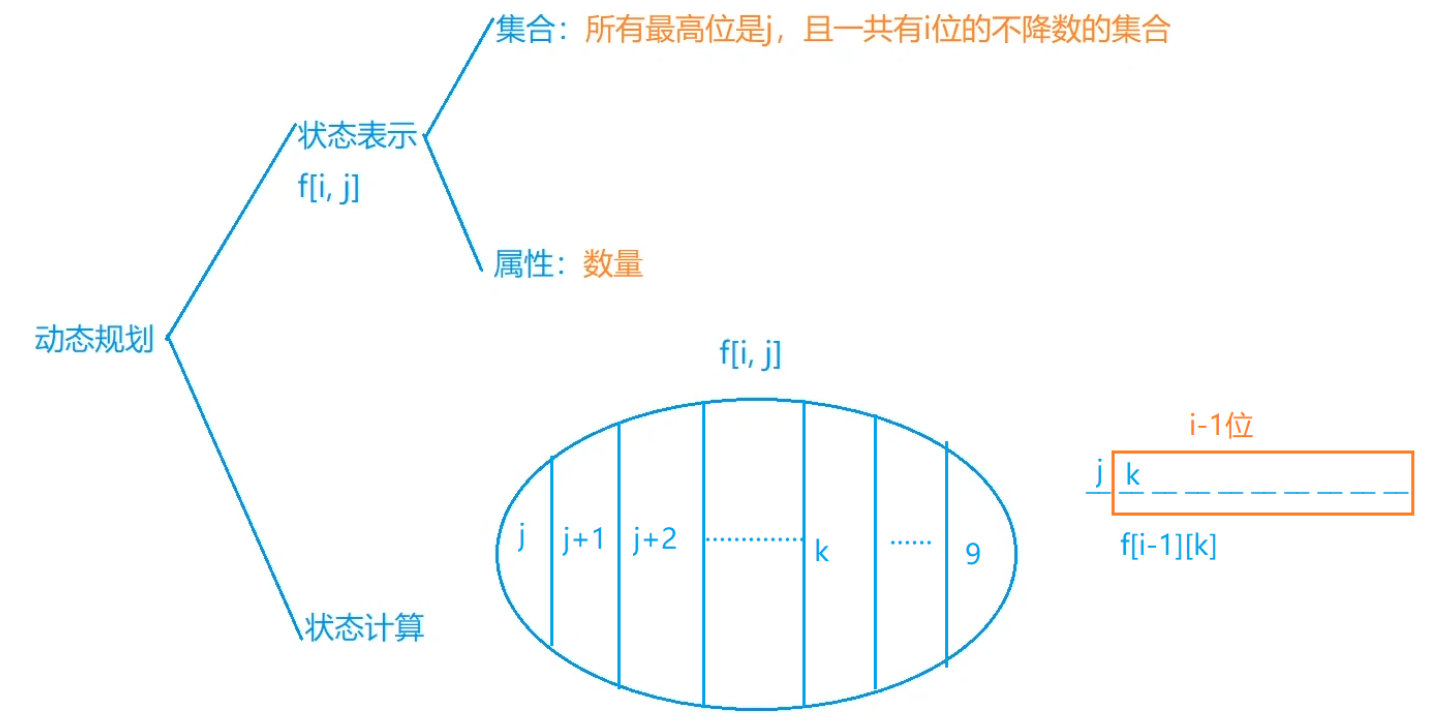 集合：所有最高位是j，且一共有i位的不降数的集合
状态表示
f[i, j]
属性：数量
动态规划
f[i, j]
i-1位
j k
j j+1 j+2 ·············· k ······ 9
f[i-1][k]
状态计算